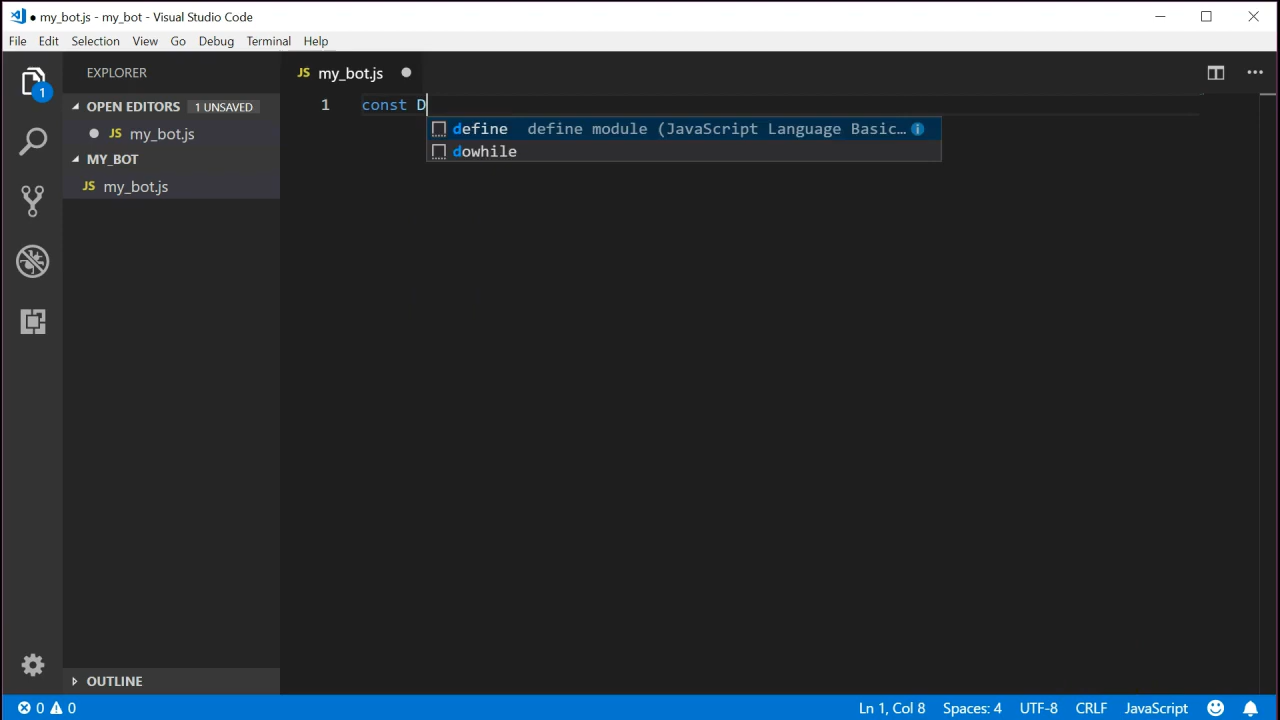 ● my_bot.js - my_bot - Visual Studio Code
File Edit Selection View Go Debug Terminal Help
EXPLORER
JS my_bot.js ●
OPEN EDITORS 1 UNSAVED
1 const D
● JS my_bot.js
define define module (JavaScript Language Basic…
dowhile
MY_BOT
JS my_bot.js
1
OUTLINE
0 0 Ln 1, Col 8 Spaces: 4 UTF-8 CRLF JavaScript